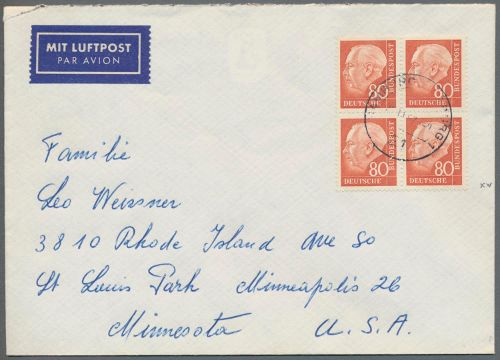 MIT LUFTPOST
PAR AVION
80 DEUTSCHE BUNDESPOST
80 DEUTSCHE BUNDESPOST
80 DEUTSCHE BUNDESPOST
80 DEUTSCHE BUNDESPOST
Familie
Leo Weissner
3810 Rhode Island Ave So
St Louis Park Minneapolis 26
Minnesota U.S.A.